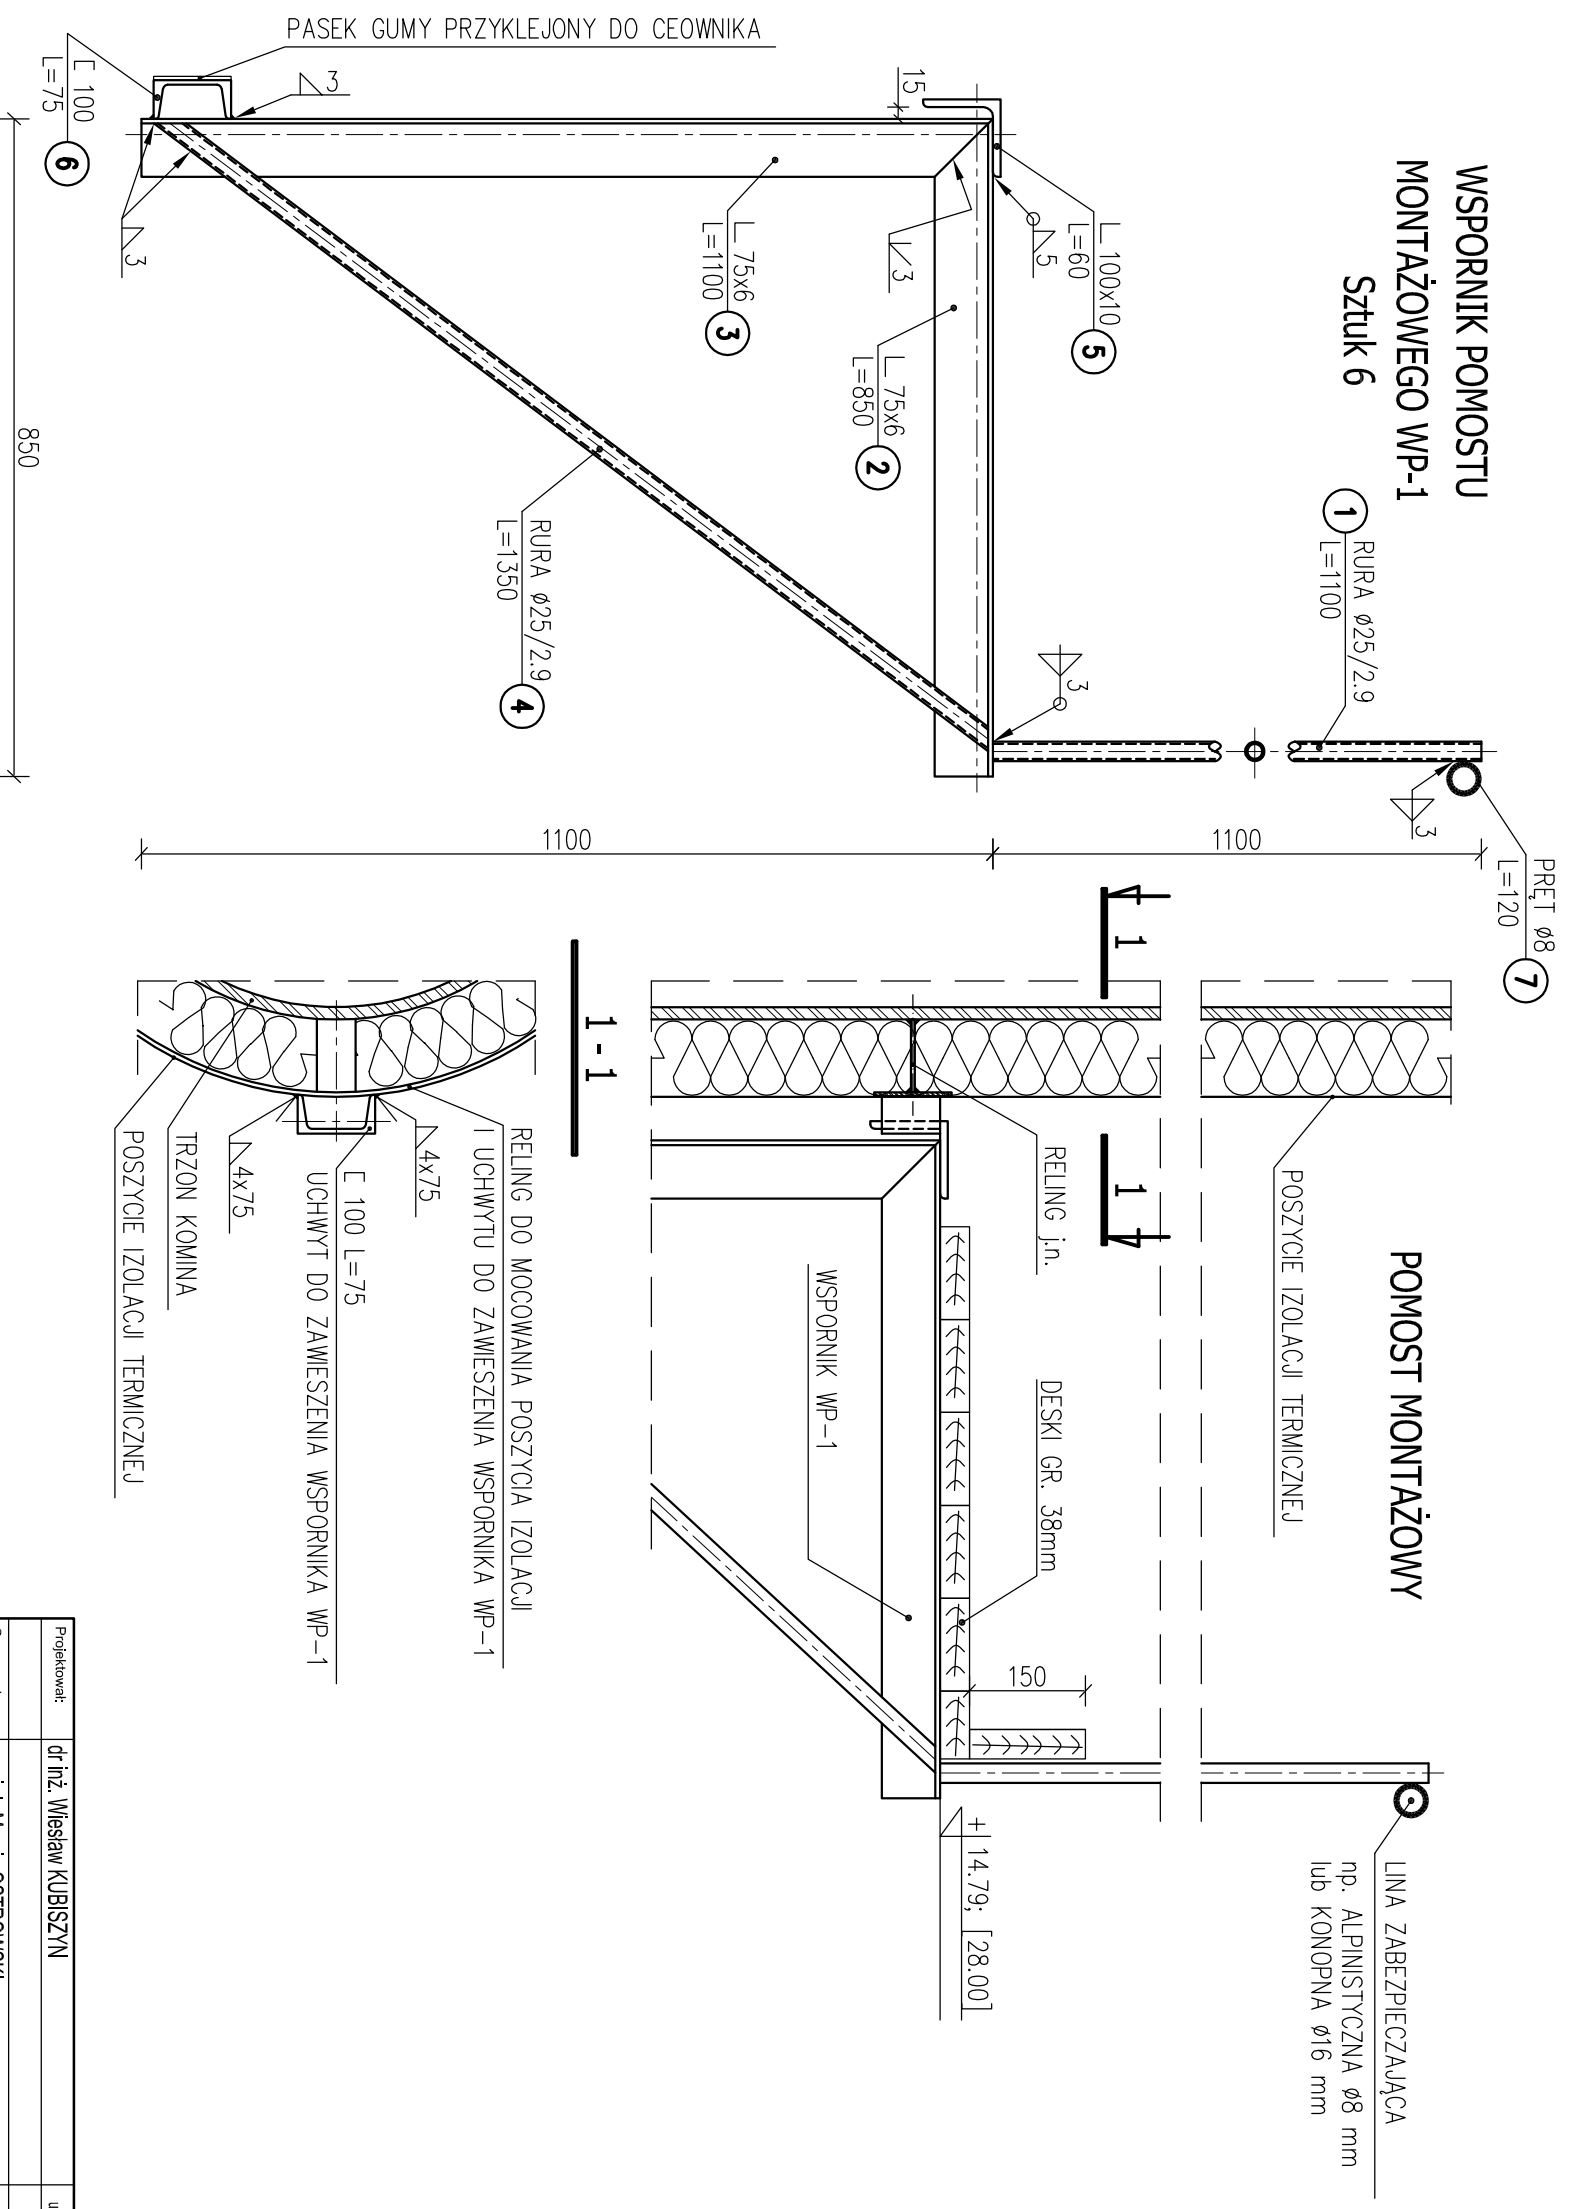 WSPORNIK POMOSTU
MONTAŻOWEGO WP-1
Sztuk 6
1
RURA ø25/2.9
L=1100
PRĘT ø8
L=120
7
3
3
15
L 100x10
L=60
5
5
L 75x6
L=850
2
3
L 75x6
L=1100
3
RURA ø25/2.9
L=1350
4
PASEK GUMY PRZYKLEJONY DO CEOWNIKA
3
[ 100
L=75
6
3
850
1100
1100
POMOST MONTAŻOWY
1
1
POSZYCIE IZOLACJI TERMICZNEJ
RELING j.n.
DESKI GR. 38mm
WSPORNIK WP-1
150
LINA ZABEZPIECZAJĄCA
np. ALPINISTYCZNA ø8 mm
lub KONOPNA ø16 mm
+ 14.79; [28.00]
1 - 1
RELING DO MOCOWANIA POSZYCIA IZOLACJI
I UCHWYTU DO ZAWIESZENIA WSPORNIKA WP-1
4x75
[ 100 L=75
UCHWYT DO ZAWIESZENIA WSPORNIKA WP-1
4x75
TRZON KOMINA
POSZYCIE IZOLACJI TERMICZNEJ
Projektował:
dr inż. Wiesław KUBISZYN